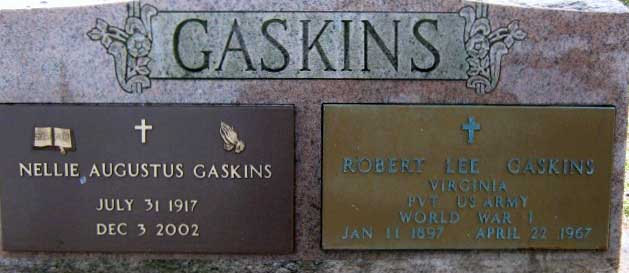 GASKINS
NELLIE AUGUSTUS GASKINS
JULY 31 1917
DEC 3 2002
ROBERT LEE GASKINS
VIRGINIA
PVT US ARMY
WORLD WAR I
JAN 11 1897 APRIL 22 1967